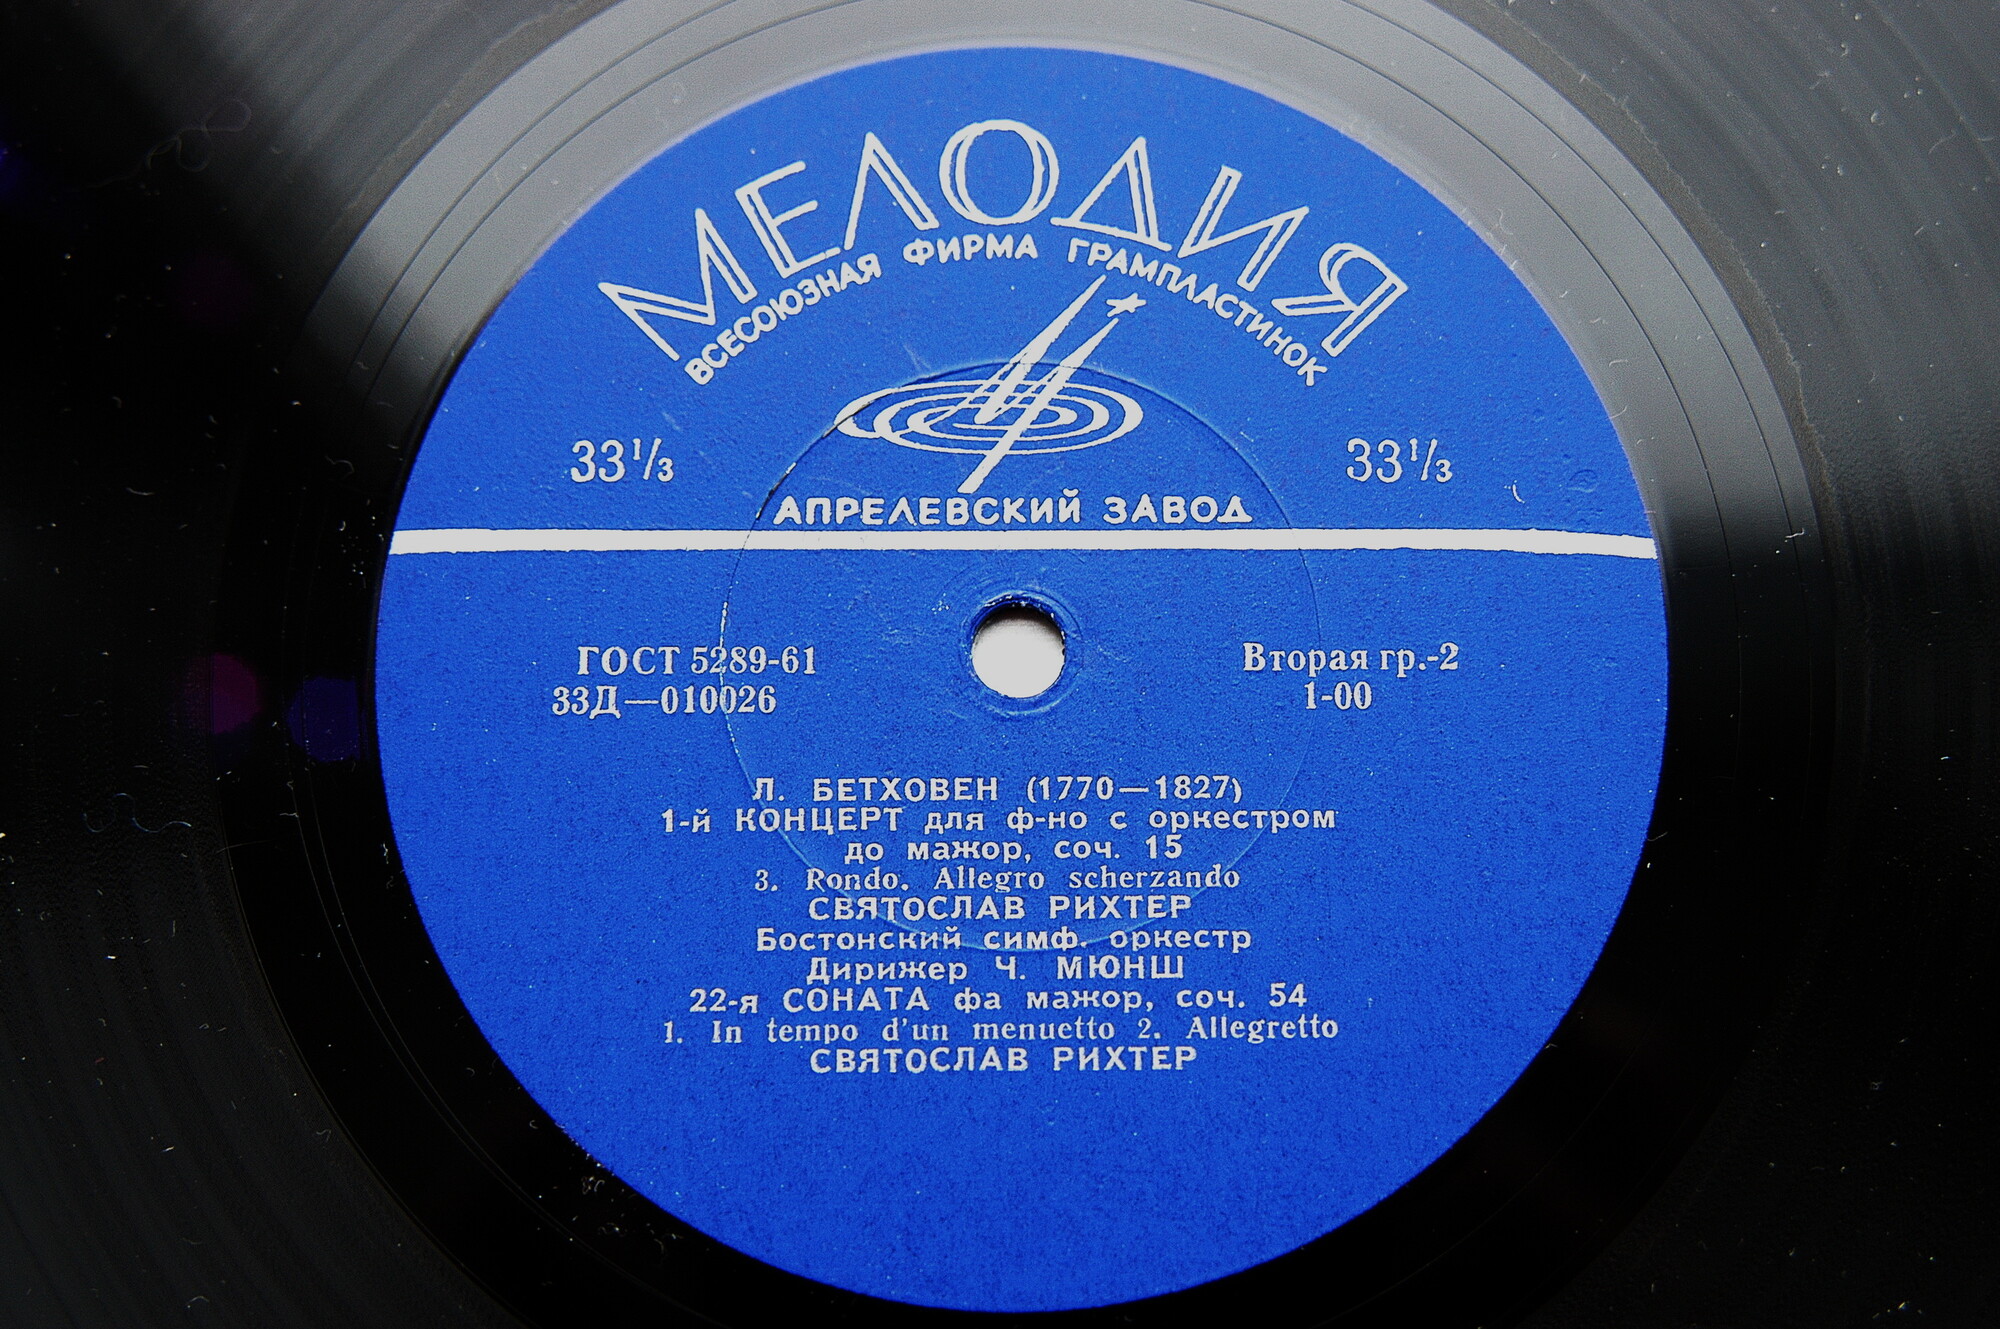 МЕЛОДИЯ
ВСЕСОЮЗНАЯ ФИРМА ГРАМПЛАСТИНОК
33⅓ 33⅓
АПРЕЛЕВСКИЙ ЗАВОД
ГОСТ 5289-61 Вторая гр.-2
33Д—010026 1-00
Л. БЕТХОВЕН (1770—1827)
1-й КОНЦЕРТ для ф-но с оркестром
до мажор, соч. 15
3. Rondo. Allegro scherzando
СВЯТОСЛАВ РИХТЕР
Бостонский симф. оркестр
Дирижер Ч. МЮНШ
22-я СОНАТА фа мажор, соч. 54
1. In tempo d'un menuetto 2. Allegretto
СВЯТОСЛАВ РИХТЕР